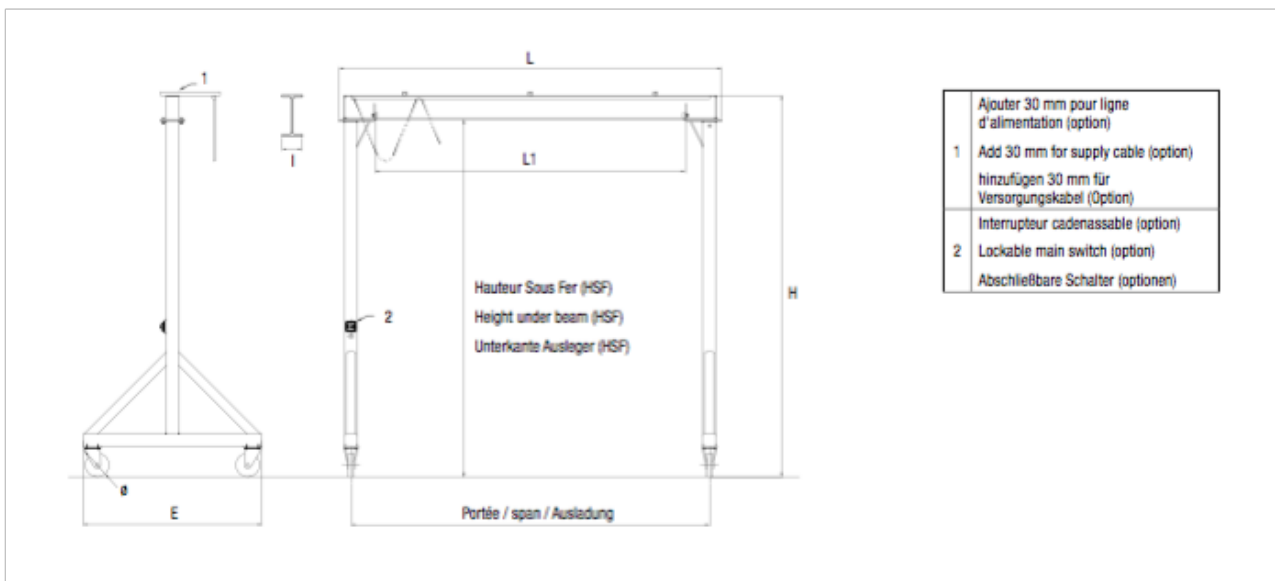 L
1
I
L1
Hauteur Sous Fer (HSF)
Height under beam (HSF)
Unterkante Ausleger (HSF)
H
2
ø
E
Portée / span / Ausladung
1
Ajouter 30 mm pour ligne
d'alimentation (option)
Add 30 mm for supply cable (option)
hinzufügen 30 mm für
Versorgungskabel (Option)
2
Interrupteur cadenassable (option)
Lockable main switch (option)
Abschließbare Schalter (optionen)